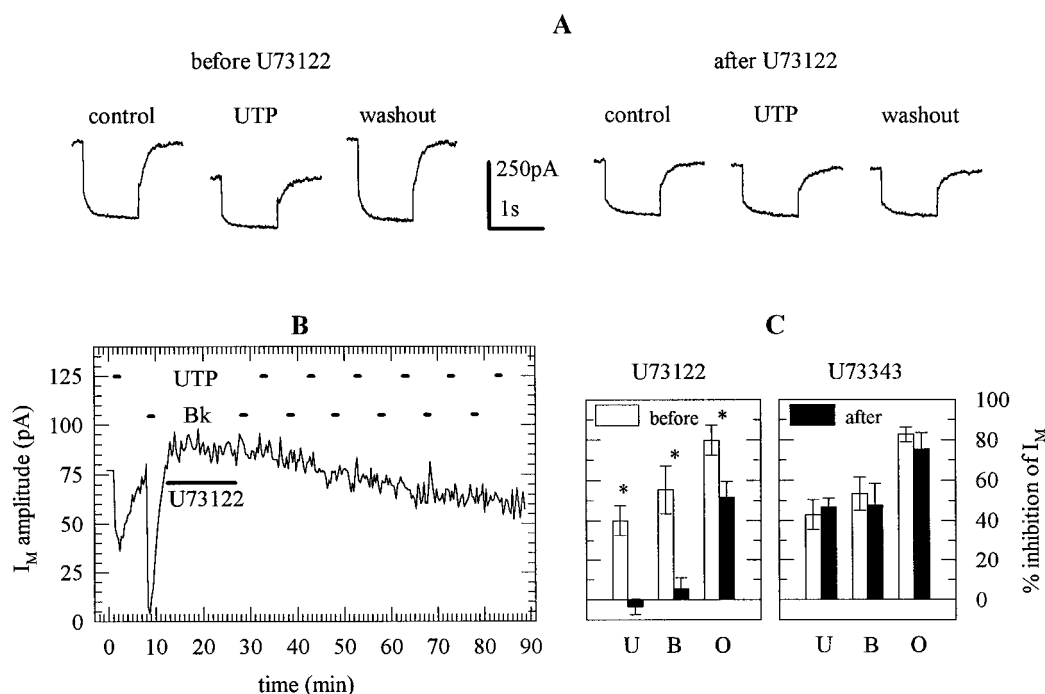 A
before U73122
after U73122
control
UTP
washout
250pA
1s
control
UTP
washout
B
I_M amplitude (pA)
125
100
75
50
25
0
UTP
Bk
U73122
0 10 20 30 40 50 60 70 80 90
time (min)
C
U73122
U73343
before
after
*
*
*
U B O
U B O
100
80
60
40
20
0
% inhibition of I_M